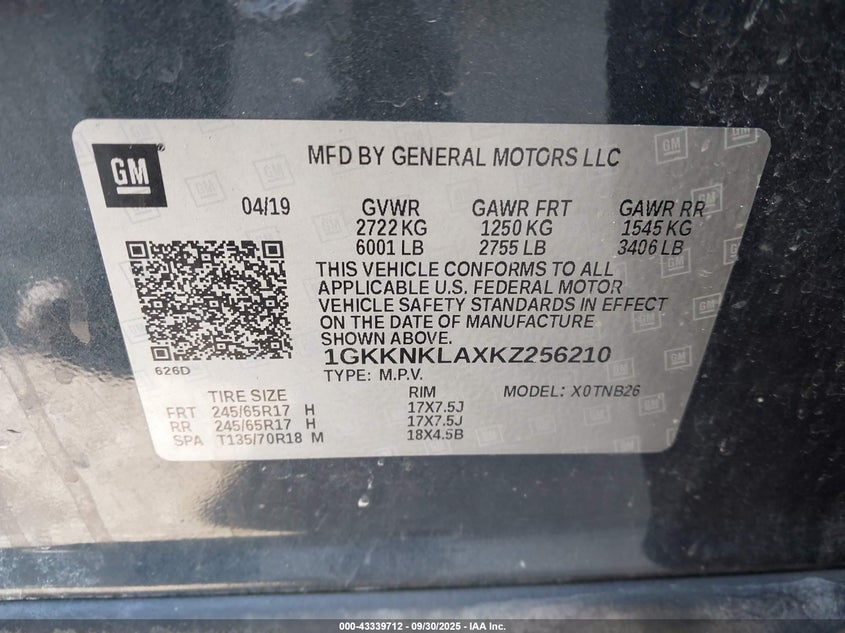 GM
MFD BY GENERAL MOTORS LLC
04/19 GVWR GAWR FRT GAWR RR
2722 KG 1250 KG 1545 KG
6001 LB 2755 LB 3406 LB
THIS VEHICLE CONFORMS TO ALL
APPLICABLE U.S. FEDERAL MOTOR
VEHICLE SAFETY STANDARDS IN EFFECT
ON THE DATE OF MANUFACTURE
SHOWN ABOVE.
1GKKNKLAXKZ256210
626D
TYPE: M.P.V. MODEL: X0TNB26
TIRE SIZE RIM
FRT 245/65R17 H 17X7.5J
RR 245/65R17 H 17X7.5J
SPA T135/70R18 M 18X4.5B
000-43339712 - 09/30/2025 - IAA Inc.